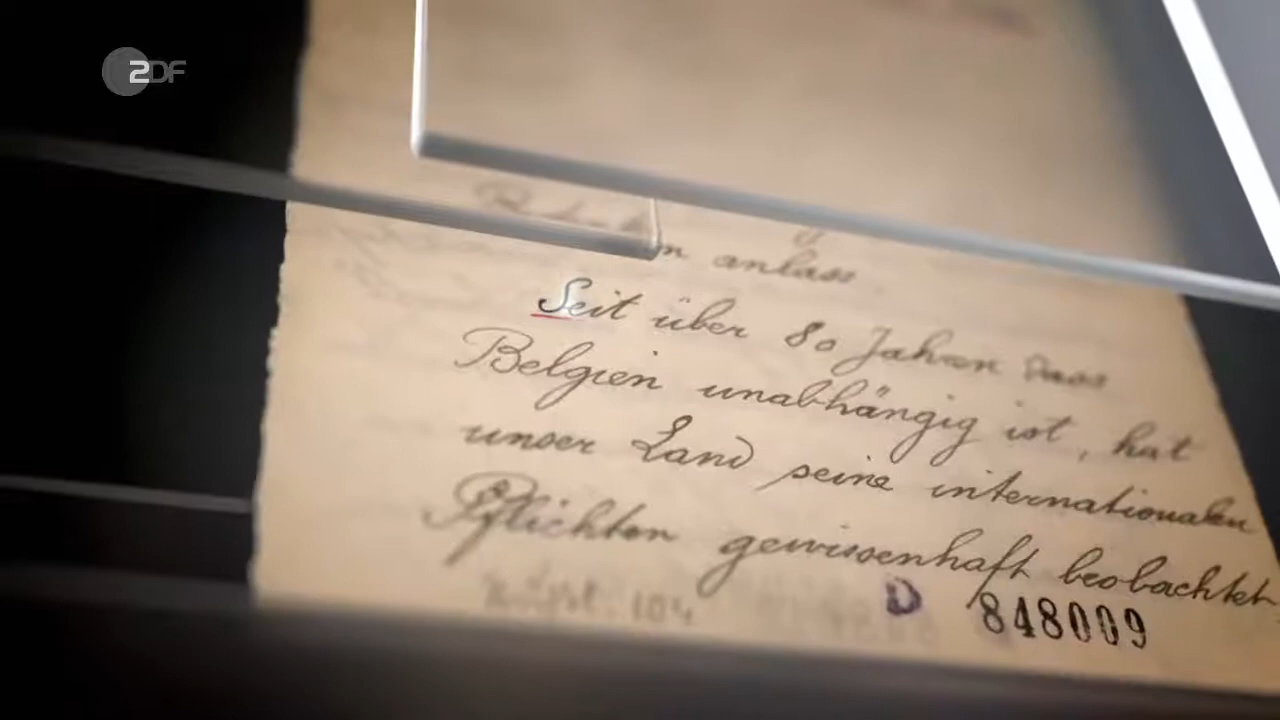 ZDF
anlass
Seit über 80 Jahren dass
Belgien unabhängig ist, hat
unser Land seine internationalen
Pflichten gewissenhaft beobachtet
104
D 848009